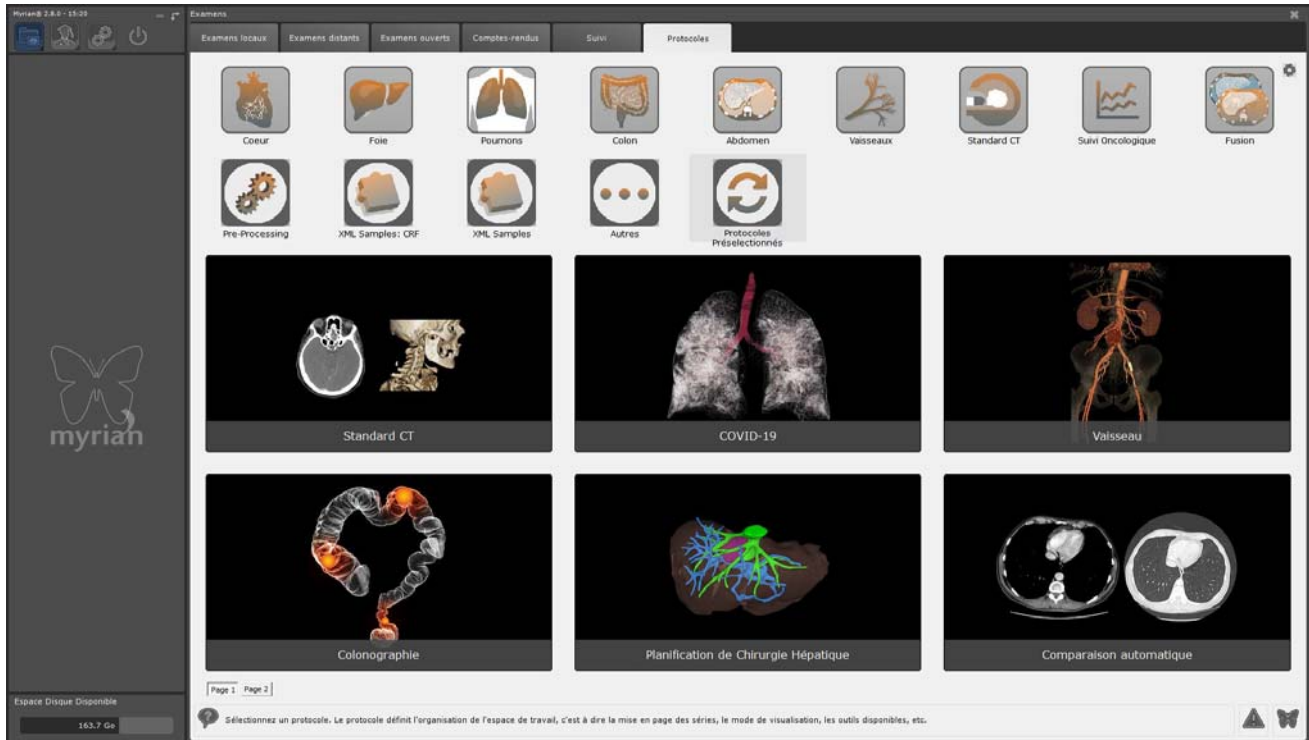 Myrian® 2.8.0 - 15:20
Examens
Examens locaux
Examens distants
Examens ouverts
Comptes-rendus
Suivi
Protocoles
Coeur
Foie
Poumons
Colon
Abdomen
Vaisseaux
Standard CT
Suivi Oncologique
Fusion
Pre-Processing
XML Samples: CRF
XML Samples
Autres
Protocoles
Préselectionnés
Standard CT
COVID-19
Vaisseau
myrian
Colonographie
Planification de Chirurgie Hépatique
Comparaison automatique
Page 1
Page 2
Espace Disque Disponible
163.7 Go
Sélectionnez un protocole. Le protocole définit l'organisation de l'espace de travail, c'est à dire la mise en page des séries, le mode de visualisation, les outils disponibles, etc.